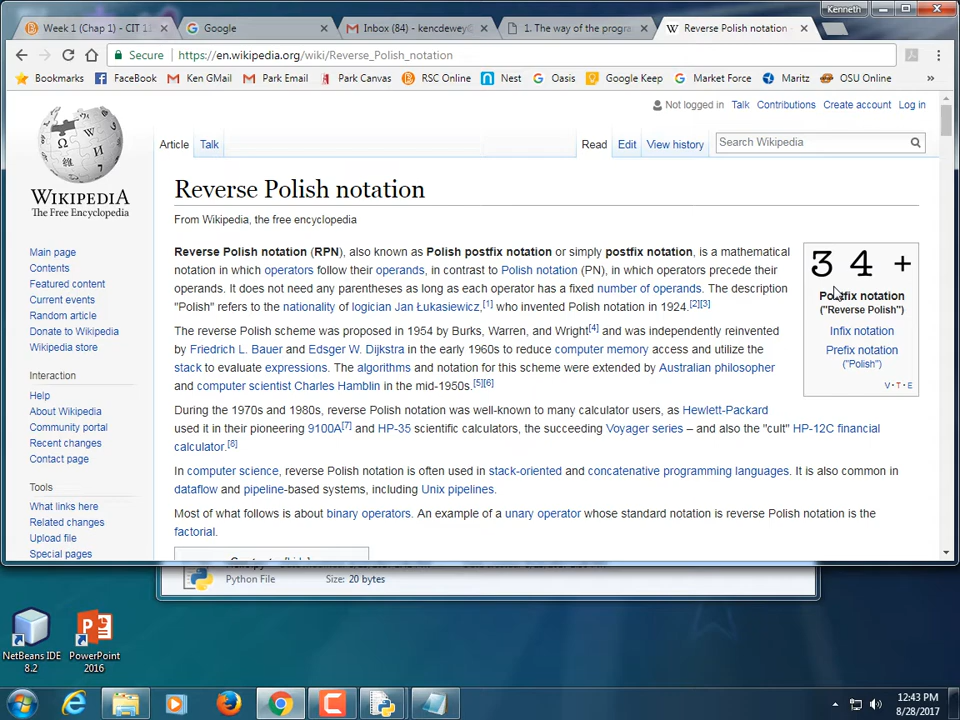 Kenneth
Week 1 (Chap 1) - CIT 11
Google
Inbox (84) - kencdewey@
1. The way of the progra
Reverse Polish notation -
Secure
https://en.wikipedia.org/wiki/Reverse_Polish_notation
Bookmarks
FaceBook
Ken GMail
Park Email
Park Canvas
RSC Online
Nest
Oasis
Google Keep
Market Force
Maritz
OSU Online
»
Not logged in Talk Contributions Create account Log in
Article Talk
Read Edit View history
Search Wikipedia
WIKIPEDIA
The Free Encyclopedia
Main page
Contents
Featured content
Current events
Random article
Donate to Wikipedia
Wikipedia store
Interaction
Help
About Wikipedia
Community portal
Recent changes
Contact page
Tools
What links here
Related changes
Upload file
Special pages
Reverse Polish notation
From Wikipedia, the free encyclopedia
Reverse Polish notation (RPN), also known as Polish postfix notation or simply postfix notation, is a mathematical
notation in which operators follow their operands, in contrast to Polish notation (PN), in which operators precede their
operands. It does not need any parentheses as long as each operator has a fixed number of operands. The description
"Polish" refers to the nationality of logician Jan Łukasiewicz,[1] who invented Polish notation in 1924.[2][3]
The reverse Polish scheme was proposed in 1954 by Burks, Warren, and Wright[4] and was independently reinvented
by Friedrich L. Bauer and Edsger W. Dijkstra in the early 1960s to reduce computer memory access and utilize the
stack to evaluate expressions. The algorithms and notation for this scheme were extended by Australian philosopher
and computer scientist Charles Hamblin in the mid-1950s.[5][6]
During the 1970s and 1980s, reverse Polish notation was well-known to many calculator users, as Hewlett-Packard
used it in their pioneering 9100A[7] and HP-35 scientific calculators, the succeeding Voyager series – and also the "cult" HP-12C financial
calculator.[8]
In computer science, reverse Polish notation is often used in stack-oriented and concatenative programming languages. It is also common in
dataflow and pipeline-based systems, including Unix pipelines.
Most of what follows is about binary operators. An example of a unary operator whose standard notation is reverse Polish notation is the
factorial.
3 4 +
Postfix notation
("Reverse Polish")
Infix notation
Prefix notation
("Polish")
V · T · E
Python File
Size: 20 bytes
NetBeans IDE
8.2
PowerPoint
2016
12:43 PM
8/28/2017